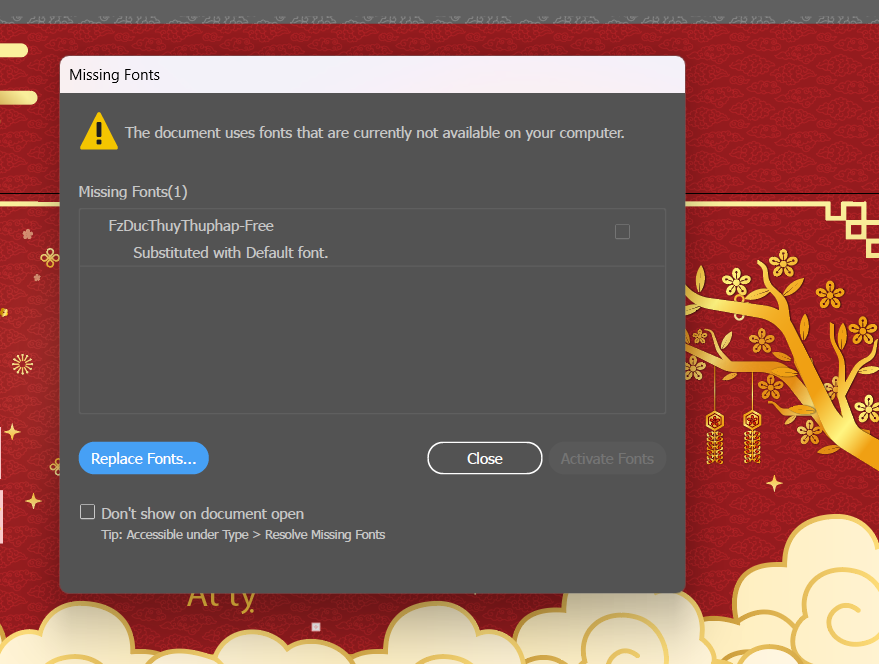 Missing Fonts
The document uses fonts that are currently not available on your computer.
Missing Fonts(1)
FzDucThuyThuphap-Free
Substituted with Default font.
Replace Fonts...
Close
Activate Fonts
Don't show on document open
Tip: Accessible under Type > Resolve Missing Fonts